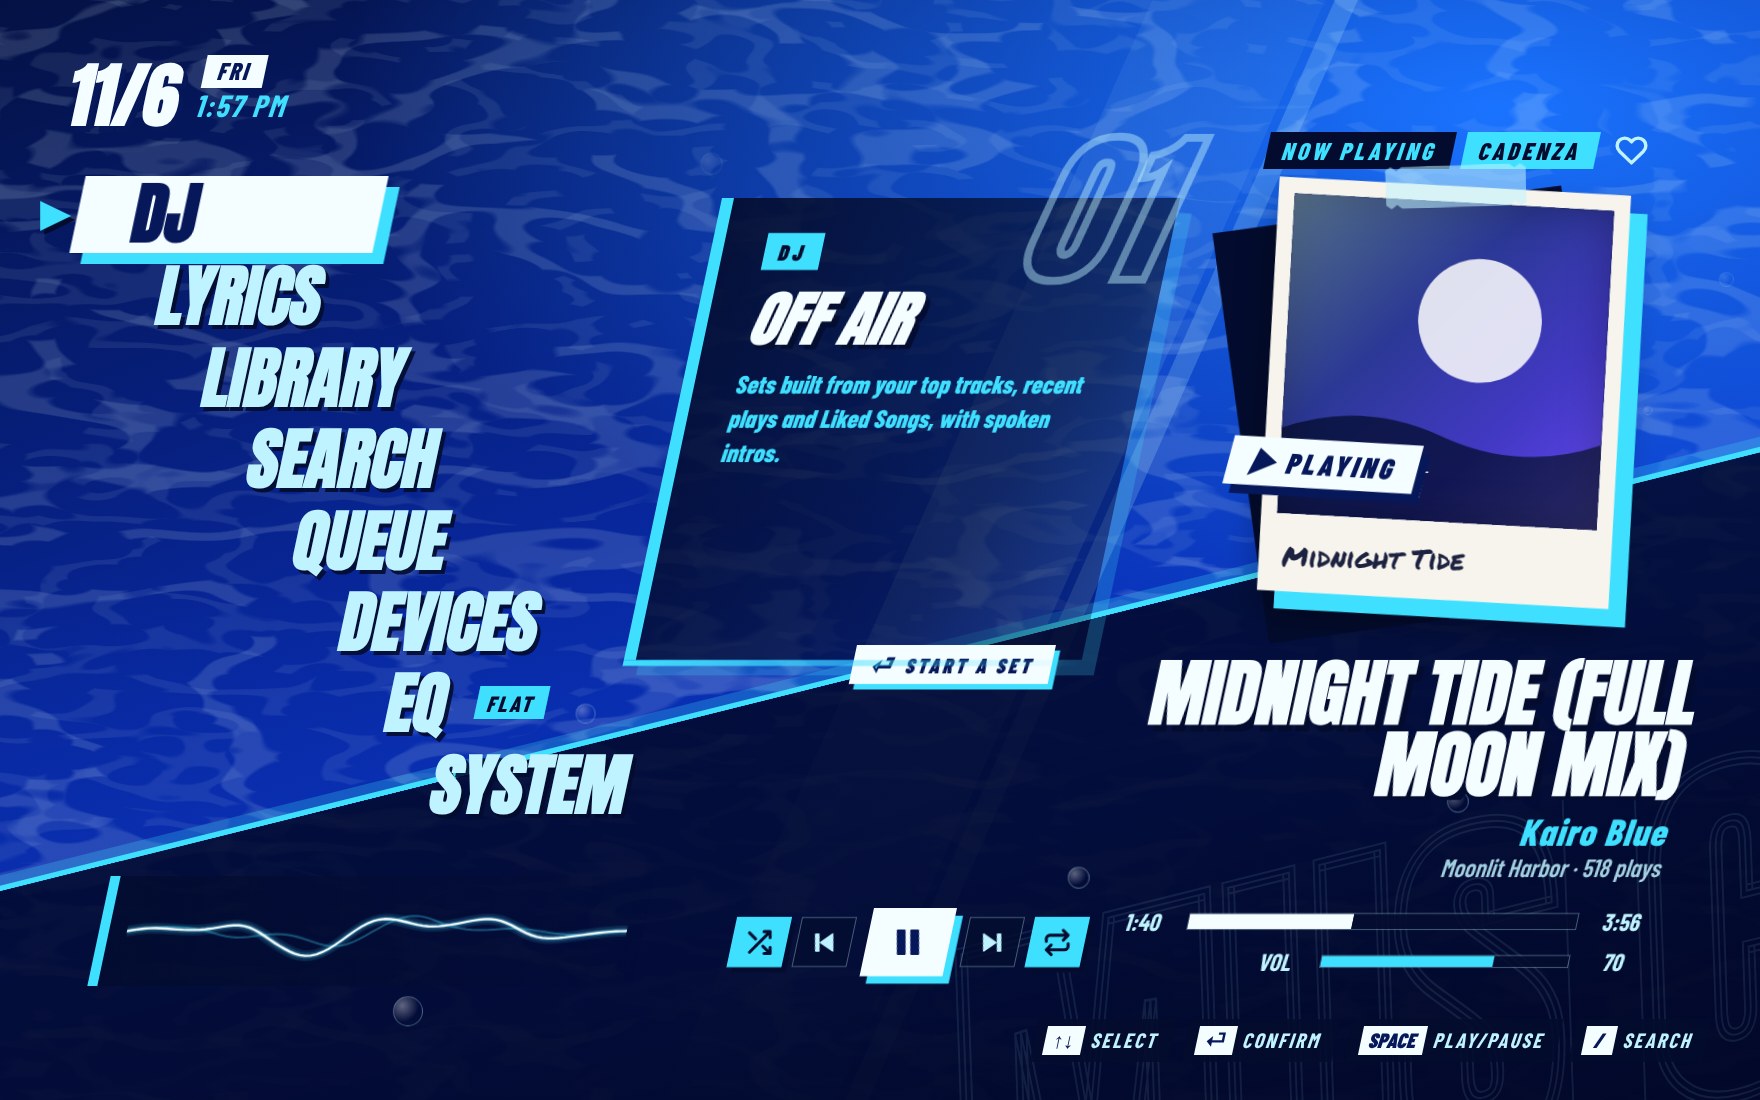 11/6
FRI
1:57 PM
DJ
LYRICS
LIBRARY
SEARCH
QUEUE
DEVICES
EQ
FLAT
SYSTEM
01
DJ
OFF AIR
Sets built from your top tracks, recent
plays and Liked Songs, with spoken
intros.
START A SET
NOW PLAYING
CADENZA
PLAYING
Midnight Tide
MIDNIGHT TIDE (FULL
MOON MIX)
Kairo Blue
Moonlit Harbor · 518 plays
1:40
3:56
VOL
70
MUSIC
↑↓ SELECT
CONFIRM
SPACE PLAY/PAUSE
/ SEARCH